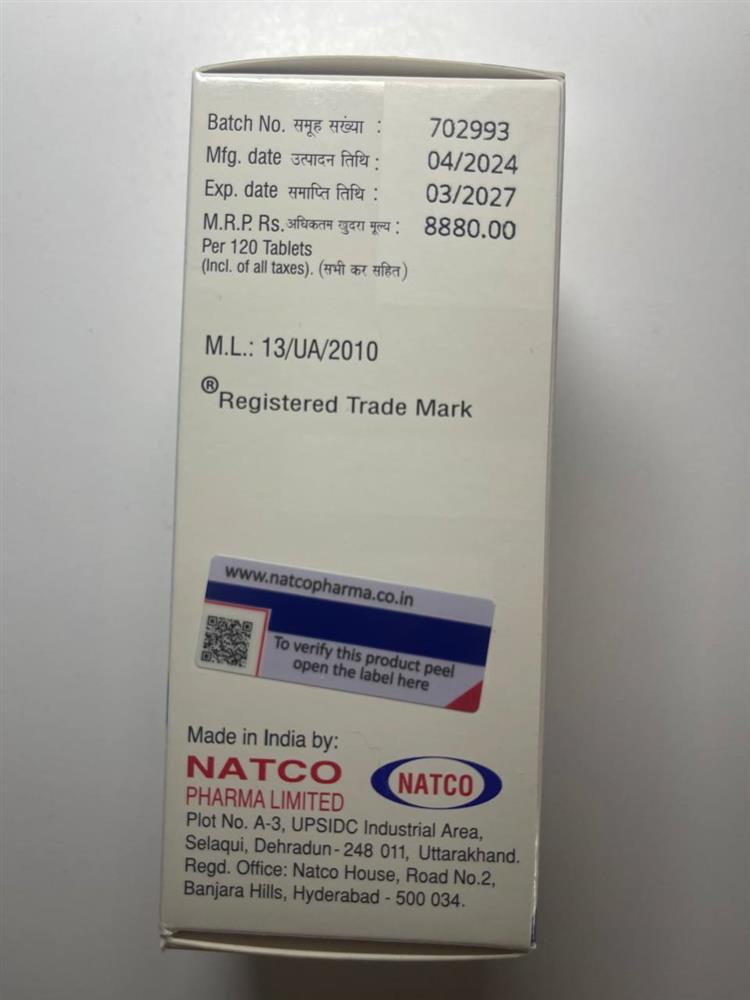 Batch No. समूह सख्या : 702993
Mfg. date उत्पादन तिथि : 04/2024
Exp. date समाप्ति तिथि : 03/2027
M.R.P. Rs. अधिकतम खुदरा मूल्य : 8880.00
Per 120 Tablets
(Incl. of all taxes). (सभी कर सहित)
M.L.: 13/UA/2010
®Registered Trade Mark
www.natcopharma.co.in
To verify this product peel
open the label here
Made in India by:
NATCO
PHARMA LIMITED
NATCO
Plot No. A-3, UPSIDC Industrial Area,
Selaqui, Dehradun - 248 011, Uttarakhand.
Regd. Office: Natco House, Road No.2,
Banjara Hills, Hyderabad - 500 034.